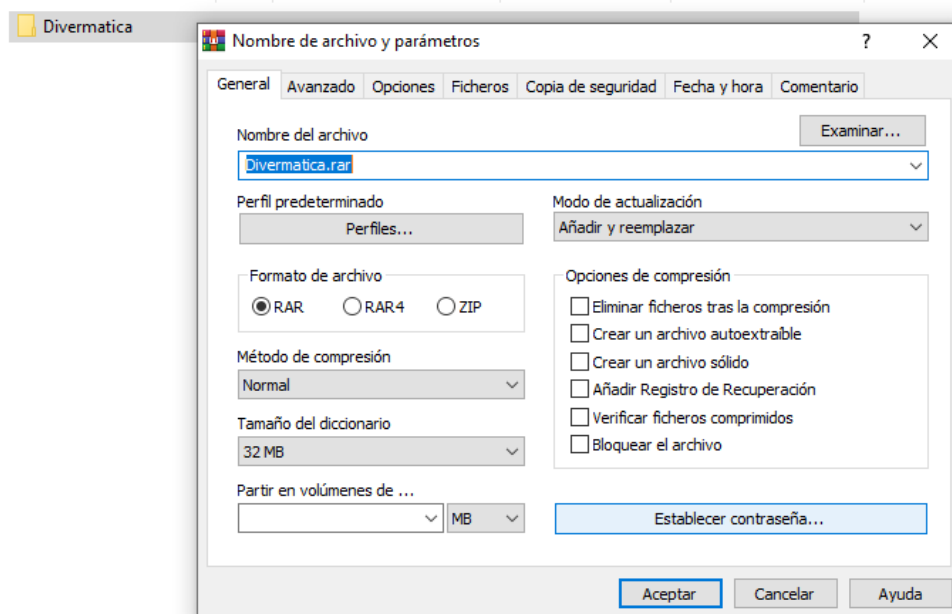 Divermatica
Nombre de archivo y parámetros
?
General Avanzado Opciones Ficheros Copia de seguridad Fecha y hora Comentario
Nombre del archivo
Examinar...
Divermatica.rar
Perfil predeterminado
Perfiles...
Modo de actualización
Añadir y reemplazar
Formato de archivo
RAR RAR4 ZIP
Método de compresión
Normal
Tamaño del diccionario
32 MB
Partir en volúmenes de ...
MB
Opciones de compresión
Eliminar ficheros tras la compresión
Crear un archivo autoextraíble
Crear un archivo sólido
Añadir Registro de Recuperación
Verificar ficheros comprimidos
Bloquear el archivo
Establecer contraseña...
Aceptar Cancelar Ayuda